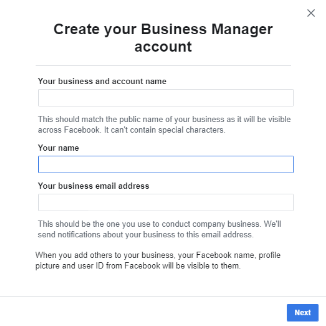 Create your Business Manager
account
Your business and account name
This should match the public name of your business as it will be visible
across Facebook. It can't contain special characters.
Your name
Your business email address
This should be the one you use to conduct company business. We'll
send notifications about your business to this email address.
When you add others to your business, your Facebook name, profile
picture and user ID from Facebook will be visible to them.
Next